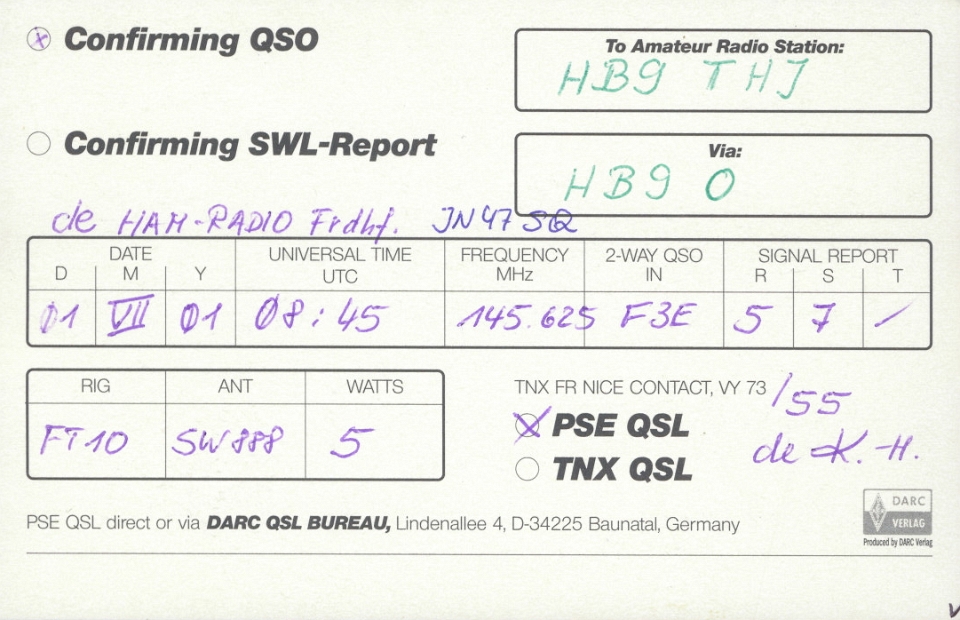 Confirming QSO
To Amateur Radio Station:
HB9 THJ
Confirming SWL-Report
Via:
HB9 O
de HAM-RADIO Frdhf. JN47SQ
DATE UNIVERSAL TIME FREQUENCY 2-WAY QSO SIGNAL REPORT
D M Y UTC MHz IN R S T
01 VII 01 08:45 145.625 F3E 5 7 /
RIG ANT WATTS
FT10 SW888 5
TNX FR NICE CONTACT, VY 73 /55
PSE QSL
de K.-H.
TNX QSL
PSE QSL direct or via DARC QSL BUREAU, Lindenallee 4, D-34225 Baunatal, Germany
DARC
VERLAG
Produced by DARC Verlag